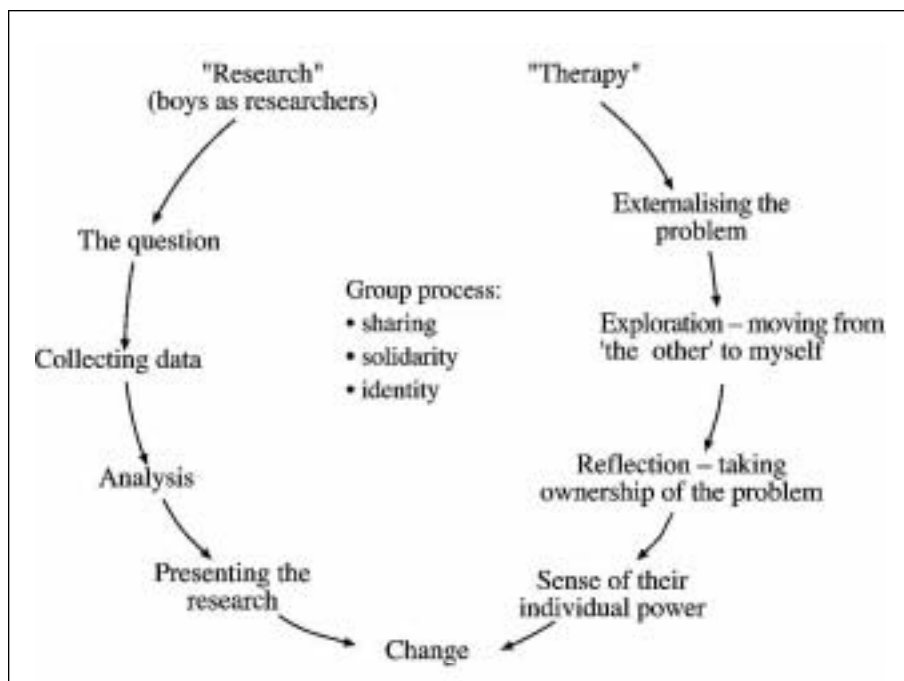 "Research"
(boys as researchers)
The question
Collecting data
Analysis
Presenting the
research
"Therapy"
Externalising the
problem
Exploration – moving from
'the other' to myself
Reflection – taking
ownership of the problem
Sense of their
individual power
Change
Group process:
• sharing
• solidarity
• identity